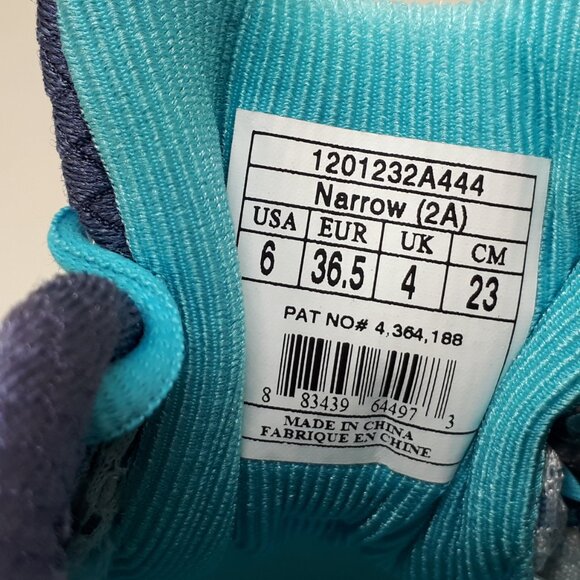 1201232A444
Narrow (2A)
USA EUR UK CM
6 36.5 4 23
PAT NO# 4,364,188
8 83439 64497 3
MADE IN CHINA
FABRIQUE EN CHINE